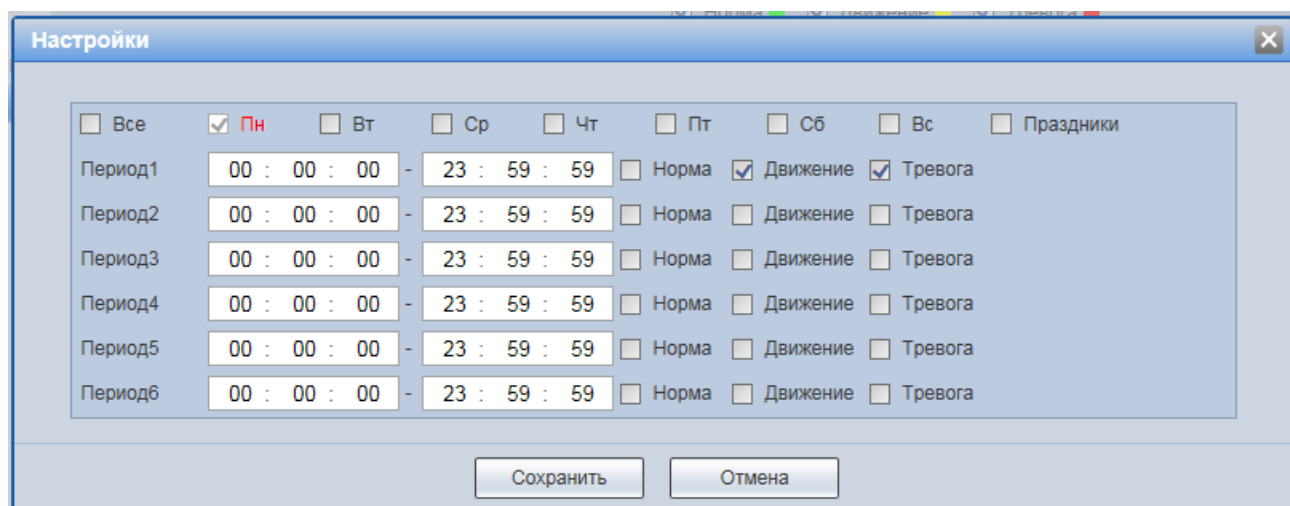 Норма Движение Тревога
Настройки
Все Пн Вт Ср Чт Пт Сб Вс Праздники
Период1 00 : 00 : 00 - 23 : 59 : 59 Норма Движение Тревога
Период2 00 : 00 : 00 - 23 : 59 : 59 Норма Движение Тревога
Период3 00 : 00 : 00 - 23 : 59 : 59 Норма Движение Тревога
Период4 00 : 00 : 00 - 23 : 59 : 59 Норма Движение Тревога
Период5 00 : 00 : 00 - 23 : 59 : 59 Норма Движение Тревога
Период6 00 : 00 : 00 - 23 : 59 : 59 Норма Движение Тревога
Сохранить Отмена